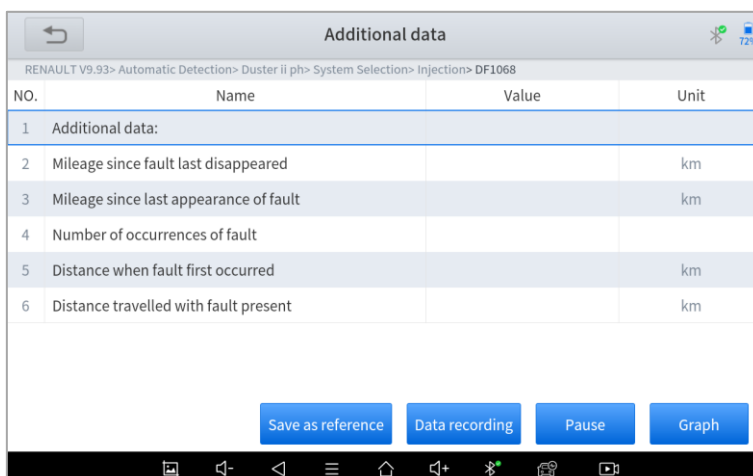 Additional data
72%
RENAULT V9.93> Automatic Detection> Duster ii ph> System Selection> Injection> DF1068
NO. Name Value Unit
1 Additional data:
2 Mileage since fault last disappeared km
3 Mileage since last appearance of fault km
4 Number of occurrences of fault
5 Distance when fault first occurred km
6 Distance travelled with fault present km
Save as reference Data recording Pause Graph